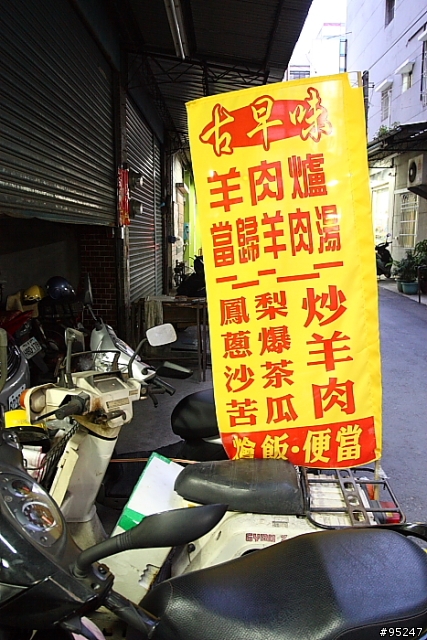 古早味
羊肉爐
當歸羊肉湯
鳳梨
蔥爆
沙茶
苦瓜
炒羊肉
燴飯·便當
#95247